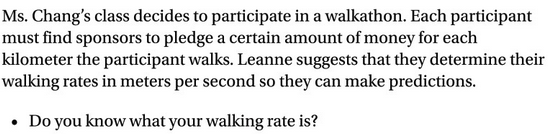 Ms. Chang’s class decides to participate in a walkathon. Each participant
must find sponsors to pledge a certain amount of money for each
kilometer the participant walks. Leanne suggests that they determine their
walking rates in meters per second so they can make predictions.
• Do you know what your walking rate is?